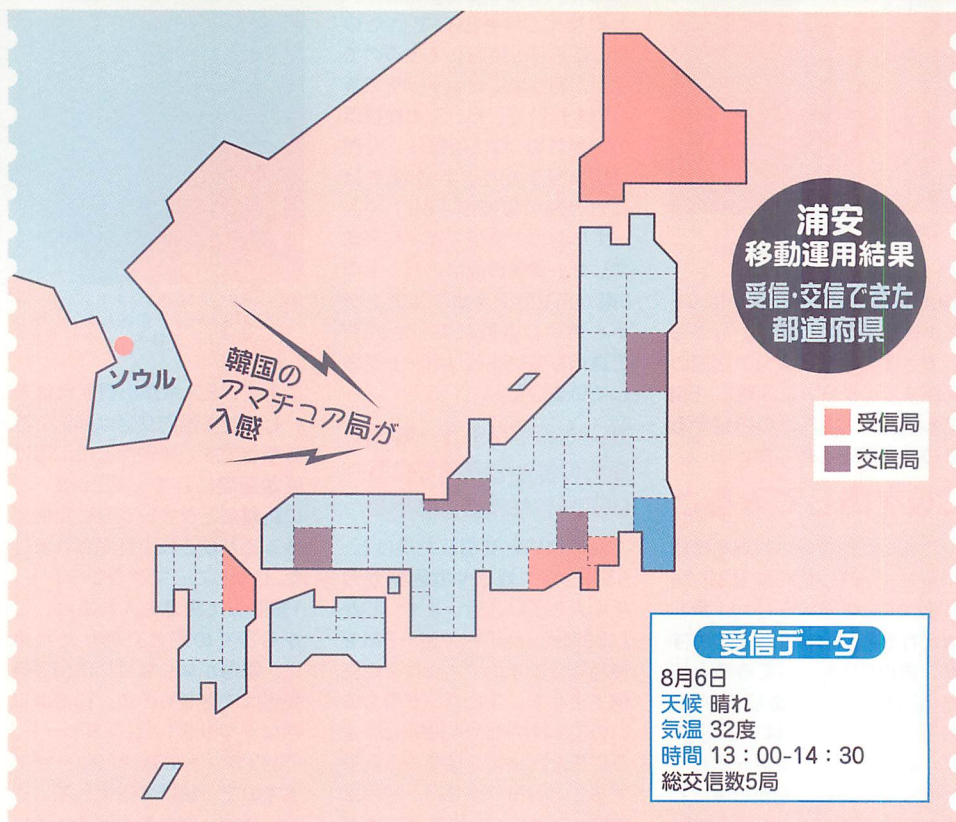 浦安
移動運用結果
受信・交信できた
都道府県
ソウル
韓国の
アマチュア局が
入感
受信局
交信局
受信データ
8月6日
天候 晴れ
気温 32度
時間 13：00-14：30
総交信数5局